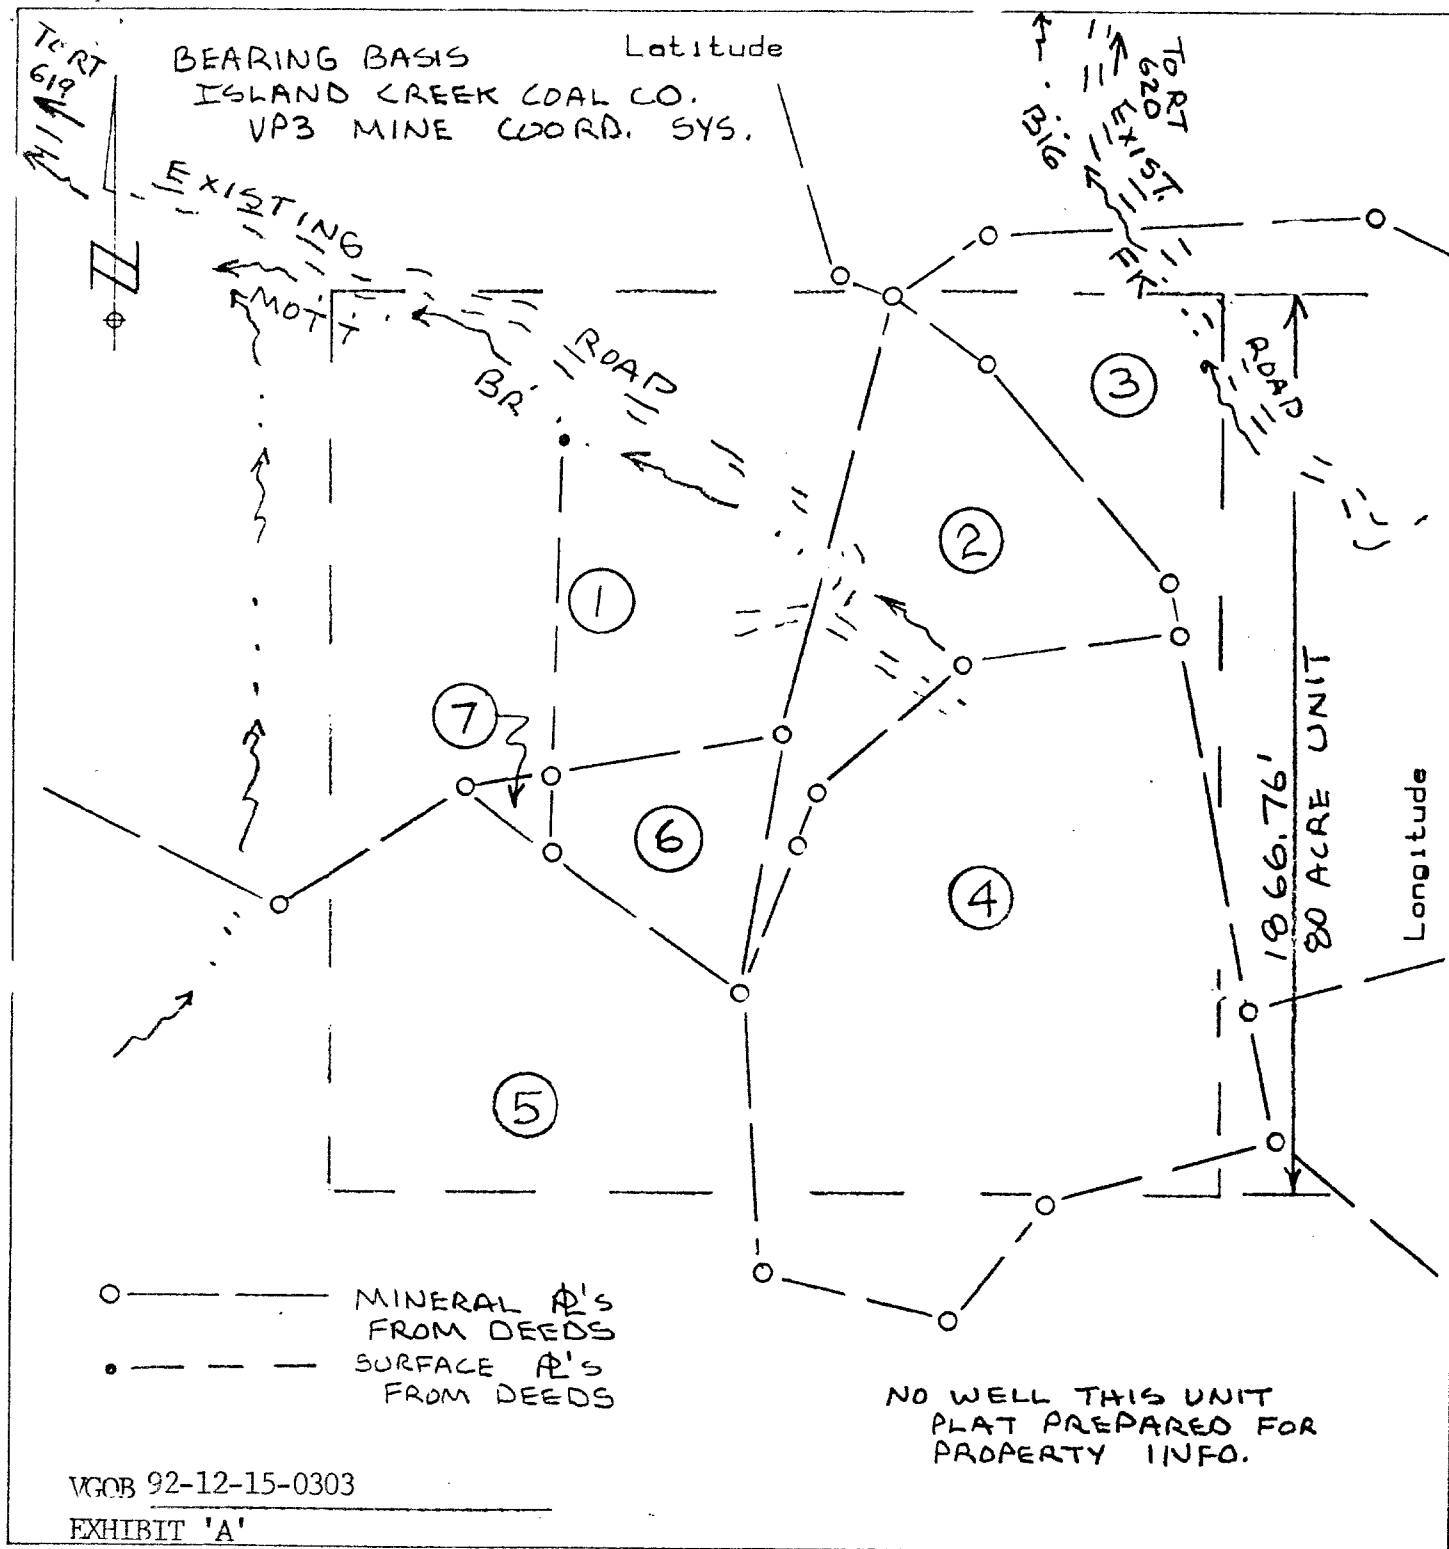 TO RT
619
BEARING BASIS
ISLAND CREEK COAL CO.
VP3 MINE COORD. SYS.
Latitude
TO RT
620
BIG
EXIST.
FK.
ROAD
N
EXISTING
MOTT
BR.
ROAD
3
2
1
7
6
4
5
1866.76'
80 ACRE UNIT
Longitude
MINERAL PL'S
FROM DEEDS
SURFACE PL'S
FROM DEEDS
NO WELL THIS UNIT
PLAT PREPARED FOR
PROPERTY INFO.
VGOB 92-12-15-0303
EXHIBIT 'A'